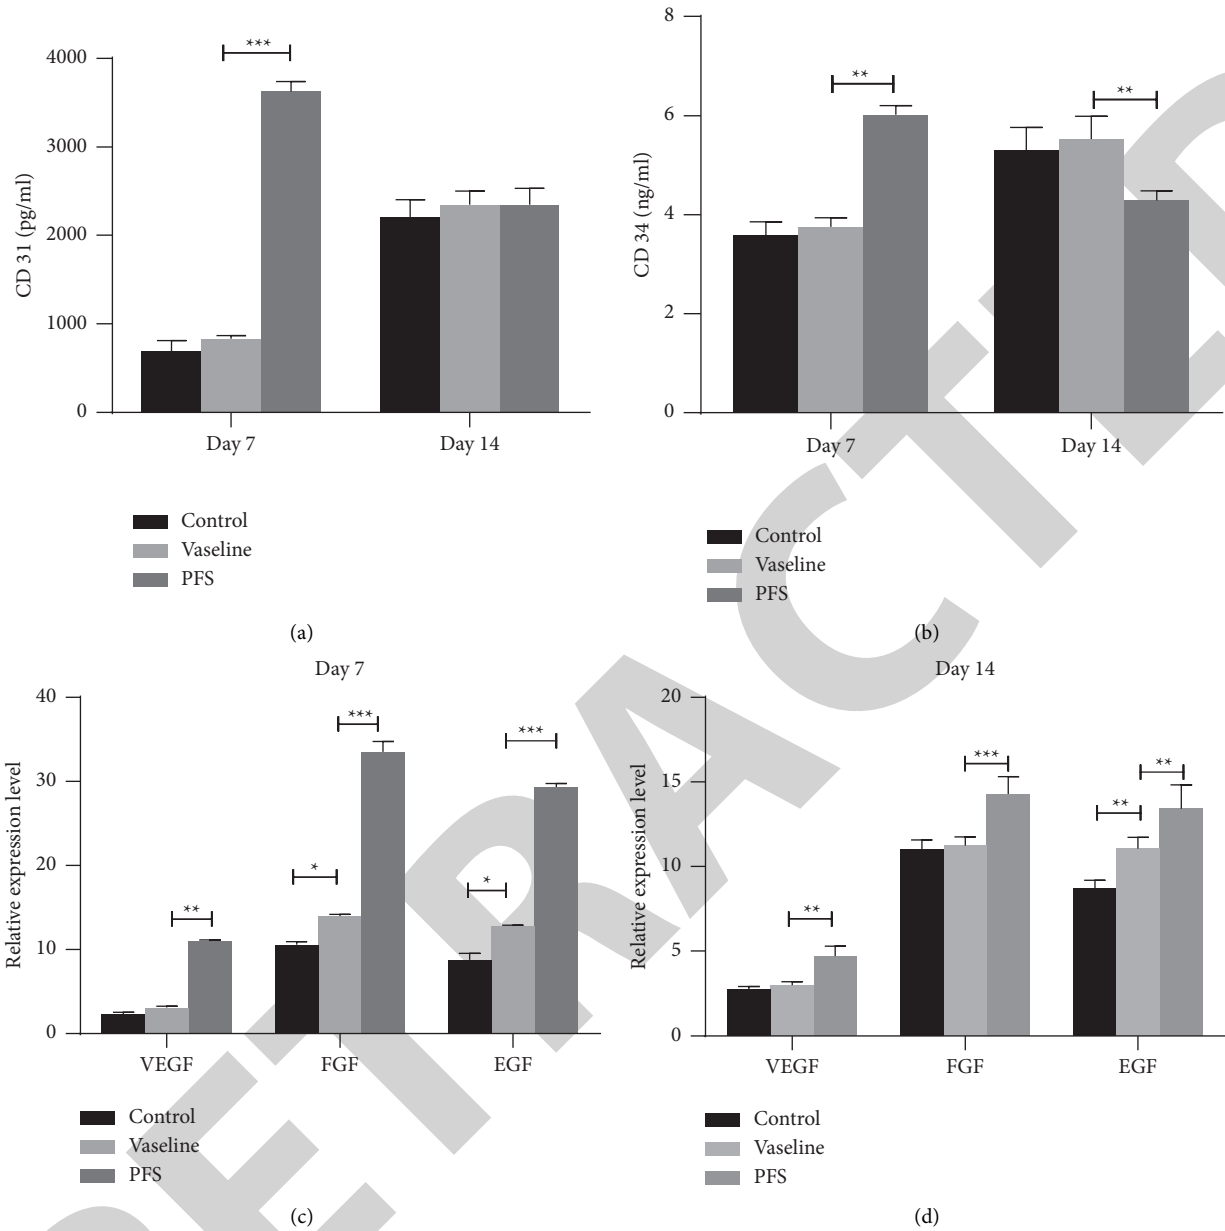 4000
3000
2000
1000
0
CD 31 (pg/ml)
***
Day 7
Day 14
Control
Vaseline
PFS
(a)
8
6
4
2
0
CD 34 (ng/ml)
**
**
Day 7
Day 14
Control
Vaseline
PFS
(b)
Day 7
40
30
20
10
0
Relative expression level
**
*
***
*
***
VEGF
FGF
EGF
Control
Vaseline
PFS
(c)
Day 14
20
15
10
5
0
Relative expression level
**
***
**
**
VEGF
FGF
EGF
Control
Vaseline
PFS
(d)
RETRACTED